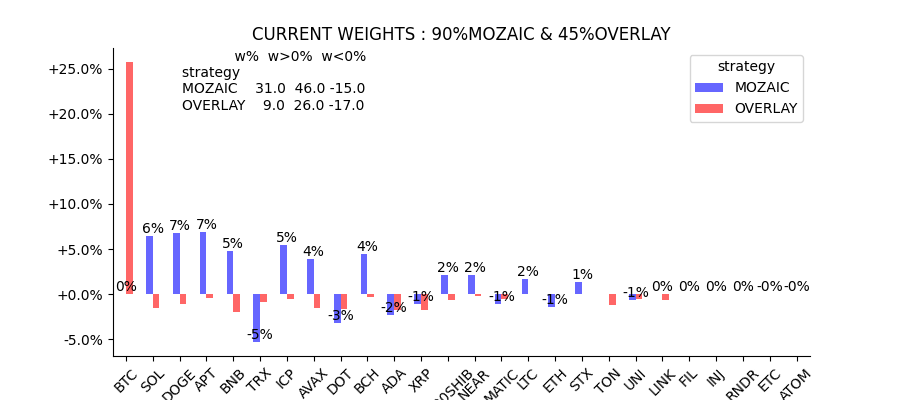 CURRENT WEIGHTS : 90%MOZAIC & 45%OVERLAY
w% w>0% w<0%
strategy
MOZAIC 31.0 46.0 -15.0
OVERLAY 9.0 26.0 -17.0
strategy
MOZAIC
OVERLAY
+25.0%
+20.0%
+15.0%
+10.0%
+5.0%
+0.0%
-5.0%
0% 6% 7% 7% 5% -5% 5% 4% -3% 4% -2% -1% 2% 2% -1% 2% -1% 1% -1% 0% 0% 0% 0% -0% -0%
BTC SOL DOGE APT BNB TRX ICP AVAX DOT BCH ADA XRP 00SHIB NEAR MATIC LTC ETH STX TON UNI LINK FIL INJ RNDR ETC ATOM